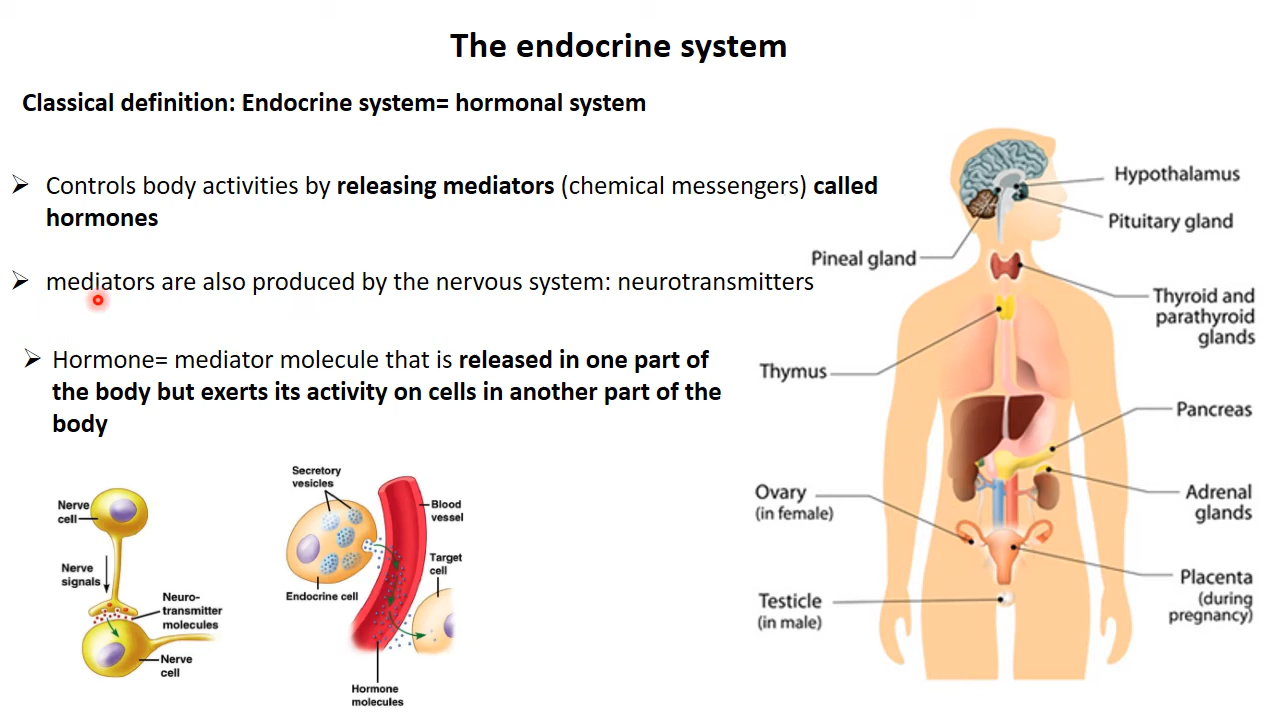 The endocrine system
Classical definition: Endocrine system= hormonal system
Controls body activities by releasing mediators (chemical messengers) called
hormones
mediators are also produced by the nervous system: neurotransmitters
Hormone= mediator molecule that is released in one part of
the body but exerts its activity on cells in another part of the
body
Nerve
cell
Nerve
signals
Neuro-
transmitter
molecules
Nerve
cell
Secretory
vesicles
Blood
vessel
Target
cell
Endocrine cell
Hormone
molecules
Hypothalamus
Pituitary gland
Pineal gland
Thyroid and
parathyroid
glands
Thymus
Pancreas
Ovary
(in female)
Adrenal
glands
Placenta
(during
pregnancy)
Testicle
(in male)